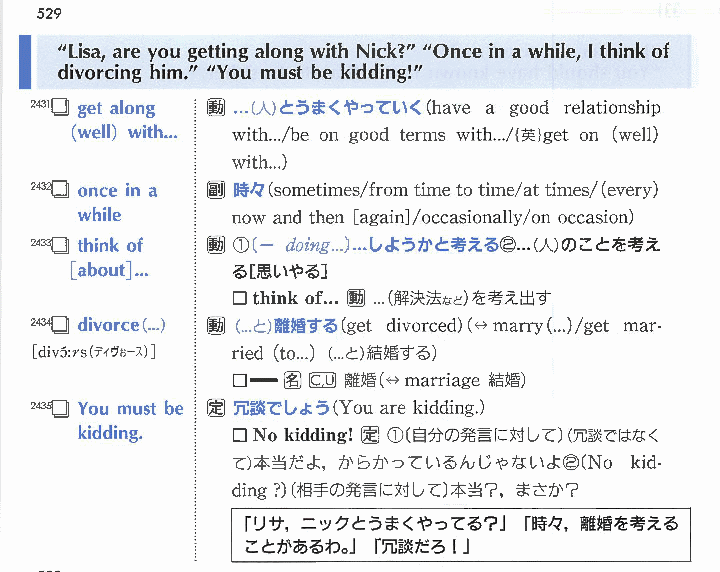 529
“Lisa, are you getting along with Nick?” “Once in a while, I think of
divorcing him.” “You must be kidding!”
2431□ get along
(well) with...
動 …(人)とうまくやっていく(have a good relationship
with.../be on good terms with.../{英}get on (well)
with...)
2432□ once in a
while
副 時々(sometimes/from time to time/at times/(every)
now and then [again]/occasionally/on occasion)
2433□ think of
[about]...
動 ①(― doing...)…しようかと考える②…(人)のことを考え
る[思いやる]
□ think of... 動 …(解決法など)を考え出す
2434□ divorce(...)
[divɔ́ːrs(ディヴォース)]
動 (…と)離婚する(get divorced)(↔marry(...)/get mar-
ried (to...) (…と)結婚する)
□━ 名 C,U 離婚(↔marriage 結婚)
2435□ You must be
kidding.
定 冗談でしょう(You are kidding.)
□ No kidding! 定 ①(自分の発言に対して)(冗談ではなく
て)本当だよ，からかっているんじゃないよ②(No kid-
ding ?)(相手の発言に対して)本当?，まさか?
「リサ，ニックとうまくやってる？」「時々，離婚を考える
ことがあるわ。」「冗談だろ！」